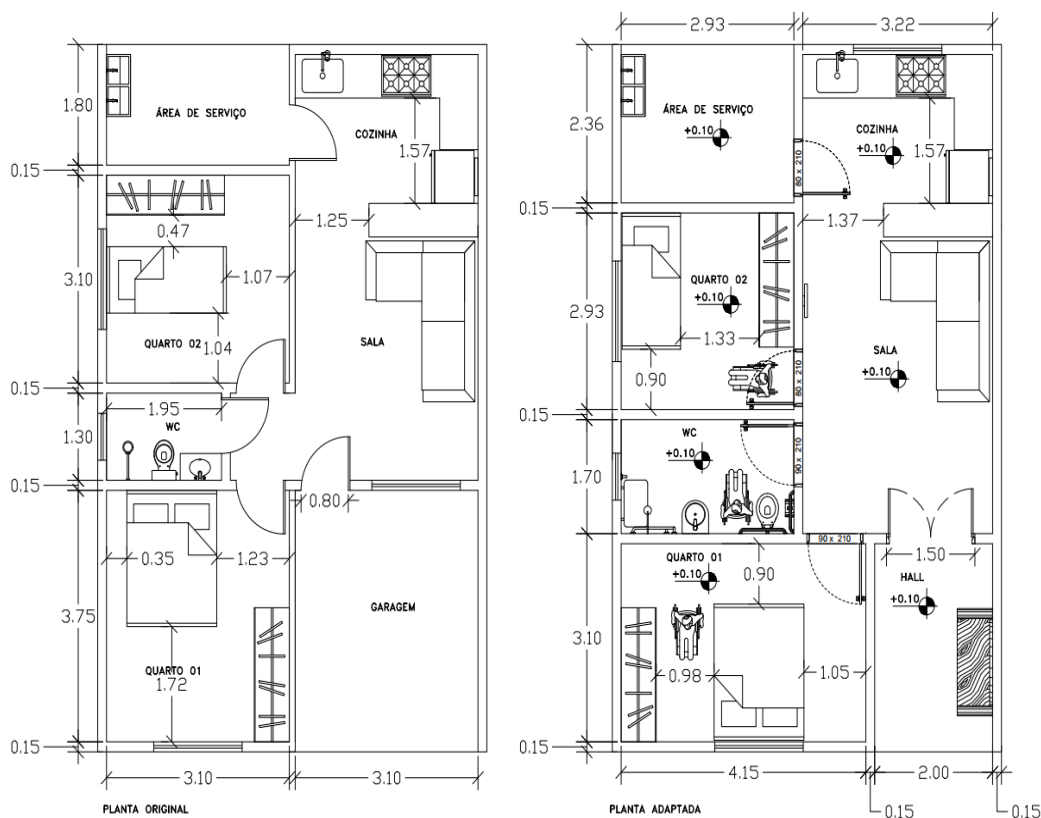 1.80
0.15
3.10
0.15
1.30
0.15
3.75
0.15
ÁREA DE SERVIÇO
COZINHA
1.57
1.25
0.47
1.07
QUARTO 02
1.04
SALA
1.95
WC
0.80
0.35
1.23
GARAGEM
QUARTO 01
1.72
3.10
3.10
PLANTA ORIGINAL
2.93
3.22
2.36
0.15
2.93
0.15
1.70
3.10
0.15
ÁREA DE SERVIÇO
+0.10
COZINHA
+0.10
1.57
80 x 210
1.37
QUARTO 02
+0.10
1.33
0.90
80 x 210
SALA
+0.10
WC
+0.10
90 x 210
90 x 210
1.50
QUARTO 01
+0.10
0.90
HALL
+0.10
0.98
1.05
4.15
2.00
0.15
0.15
PLANTA ADAPTADA